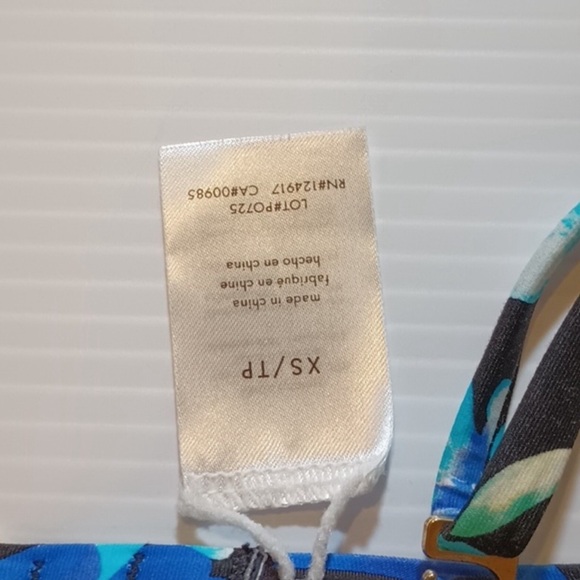 XS/TP
made in china
fabriqué en chine
hecho en china
LOT#PO725
RN#124917 CA#00985